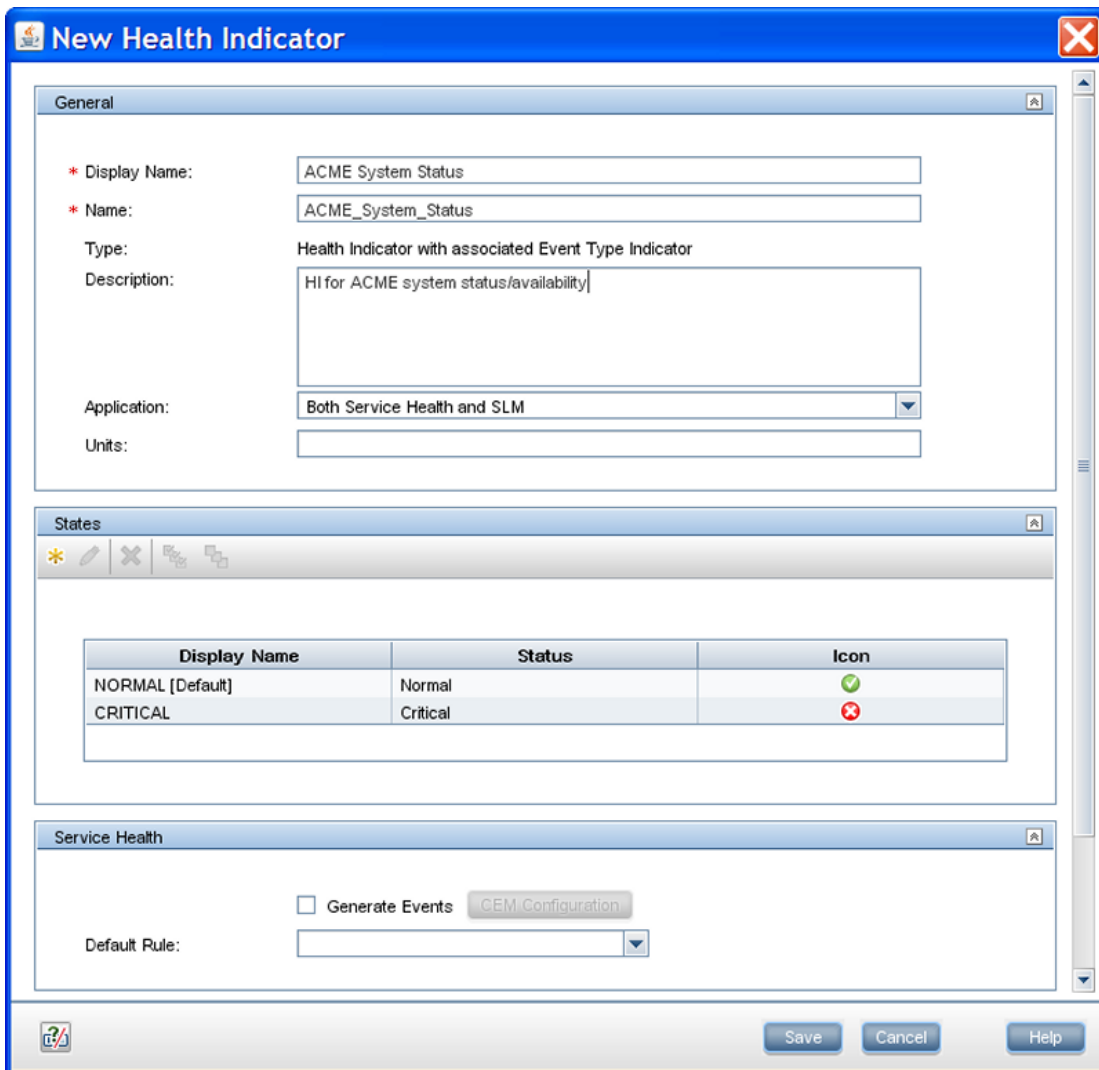 New Health Indicator
General
* Display Name: ACME System Status
* Name: ACME_System_Status
Type: Health Indicator with associated Event Type Indicator
Description: HI for ACME system status/availability
Application: Both Service Health and SLM
Units:
States
Display Name Status Icon
NORMAL [Default] Normal
CRITICAL Critical
Service Health
Generate Events CEM Configuration
Default Rule:
Save Cancel Help